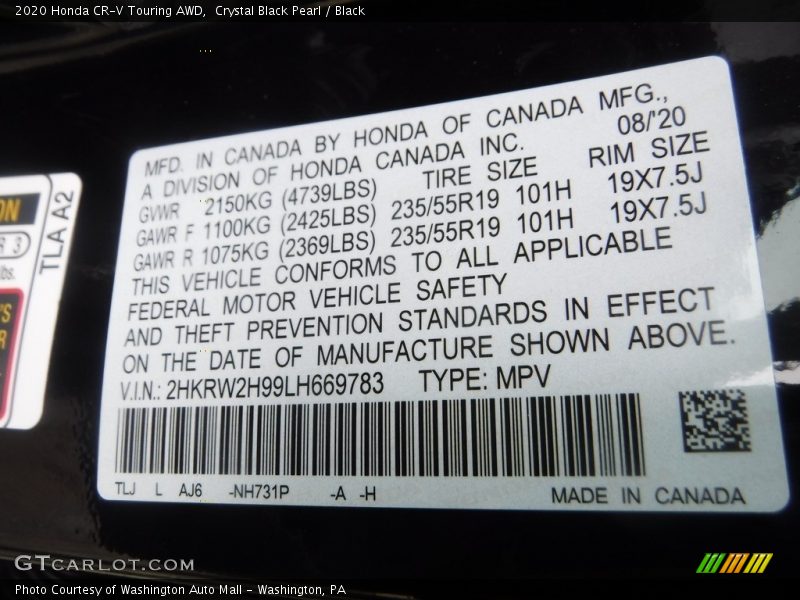 2020 Honda CR-V Touring AWD,  Crystal Black Pearl / Black
MFD. IN CANADA BY HONDA OF CANADA MFG.,
A DIVISION OF HONDA CANADA INC. 08/'20
GVWR 2150KG (4739LBS) TIRE SIZE RIM SIZE
GAWR F 1100KG (2425LBS) 235/55R19 101H 19X7.5J
GAWR R 1075KG (2369LBS) 235/55R19 101H 19X7.5J
THIS VEHICLE CONFORMS TO ALL APPLICABLE
FEDERAL MOTOR VEHICLE SAFETY
AND THEFT PREVENTION STANDARDS IN EFFECT
ON THE DATE OF MANUFACTURE SHOWN ABOVE.
V.I.N.: 2HKRW2H99LH669783 TYPE: MPV
TLJ L AJ6 -NH731P -A -H MADE IN CANADA
TLA A2
R 3
lbs.
GTCARLOT.COM
Photo Courtesy of Washington Auto Mall - Washington, PA